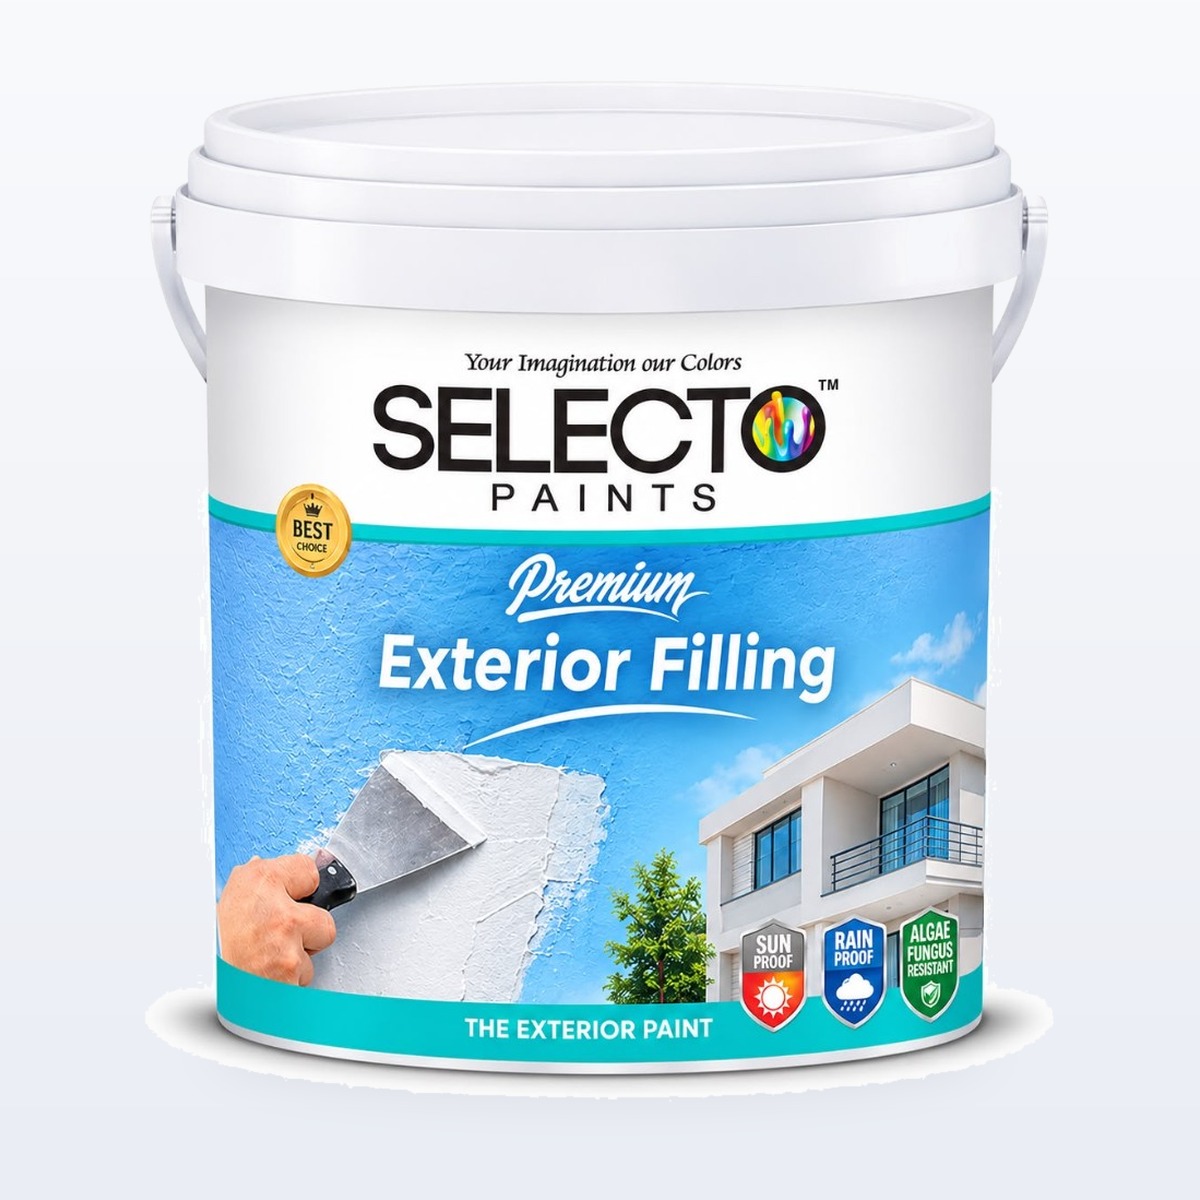 Your Imagination our Colors
SELECTO™
PAINTS
BEST
CHOICE
Premium
Exterior Filling
SUN
PROOF
RAIN
PROOF
ALGAE
FUNGUS
RESISTANT
THE EXTERIOR PAINT